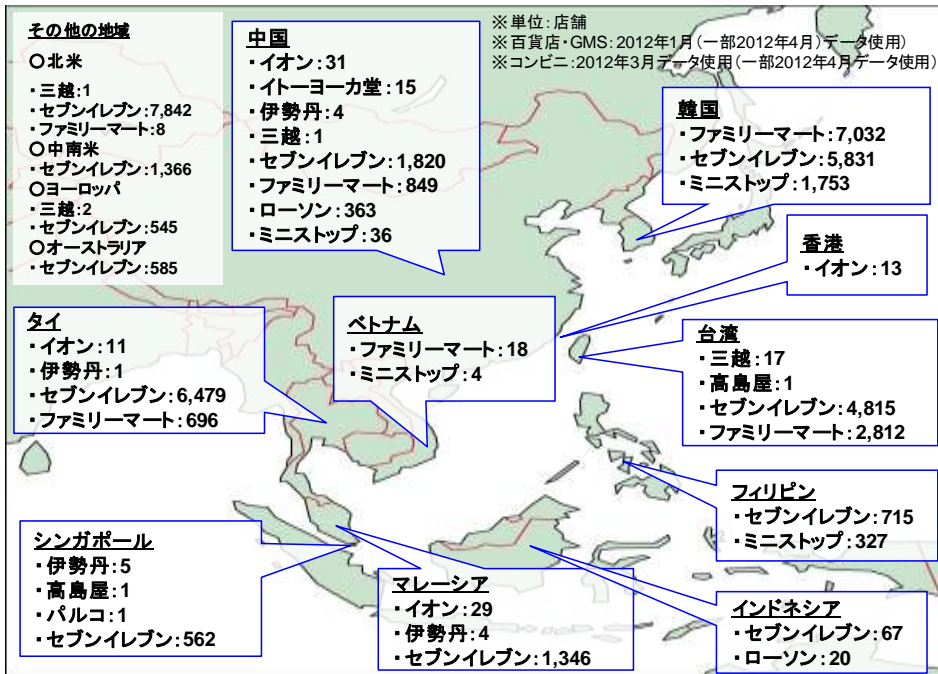 その他の地域
○北米
・三越:1
・セブンイレブン:7,842
・ファミリーマート:8
○中南米
・セブンイレブン:1,366
○ヨーロッパ
・三越:2
・セブンイレブン:545
○オーストラリア
・セブンイレブン:585
中国
・イオン:31
・イトーヨーカ堂:15
・伊勢丹:4
・三越:1
・セブンイレブン:1,820
・ファミリーマート:849
・ローソン:363
・ミニストップ:36
※単位:店舗
※百貨店・GMS:2012年1月(一部2012年4月)データ使用)
※コンビニ:2012年3月データ使用(一部2012年4月データ使用)
韓国
・ファミリーマート:7,032
・セブンイレブン:5,831
・ミニストップ:1,753
香港
・イオン:13
タイ
・イオン:11
・伊勢丹:1
・セブンイレブン:6,479
・ファミリーマート:696
ベトナム
・ファミリーマート:18
・ミニストップ:4
台湾
・三越:17
・高島屋:1
・セブンイレブン:4,815
・ファミリーマート:2,812
フィリピン
・セブンイレブン:715
・ミニストップ:327
シンガポール
・伊勢丹:5
・高島屋:1
・パルコ:1
・セブンイレブン:562
マレーシア
・イオン:29
・伊勢丹:4
・セブンイレブン:1,346
インドネシア
・セブンイレブン:67
・ローソン:20